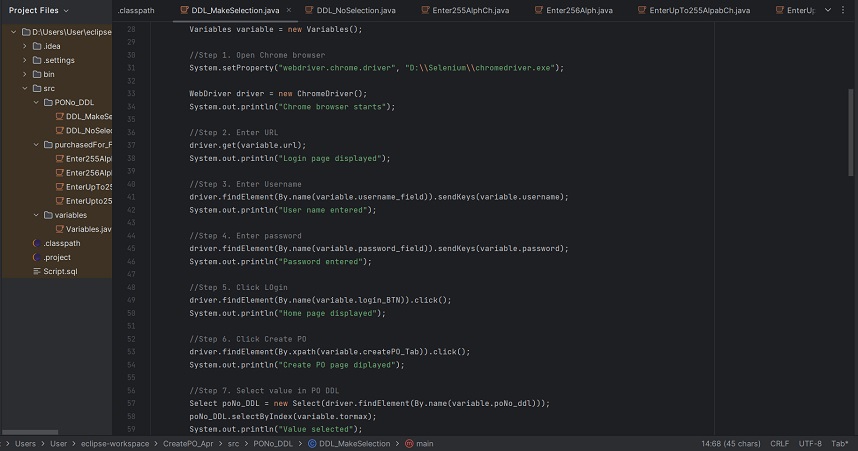 Project Files
.classpath
DDL_MakeSelection.java
DDL_NoSelection.java
Enter255AlphCh.java
Enter256Alph.java
EnterUpTo255AlpabCh.java
D:\Users\User\eclipse
.idea
.settings
bin
src
PONo_DDL
DDL_MakeSe
DDL_NoSele
purchasedFor_F
Enter255Alp
Enter256Alp
EnterUpTo25
Enterupto25
variables
Variables.jav
.classpath
.project
Script.sql
28 Variables variable = new Variables();
29
30 //Step 1. Open Chrome browser
31 System.setProperty("webdriver.chrome.driver", "D:\\Selenium\\chromedriver.exe");
32
33 WebDriver driver = new ChromeDriver();
34 System.out.println("Chrome browser starts");
35
36 //Step 2. Enter URL
37 driver.get(variable.url);
38 System.out.println("Login page displayed");
39
40 //Step 3. Enter Username
41 driver.findElement(By.name(variable.username_field)).sendKeys(variable.username);
42 System.out.println("User name entered");
43
44 //Step 4. Enter password
45 driver.findElement(By.name(variable.password_field)).sendKeys(variable.password);
46 System.out.println("Password entered");
47
48 //Step 5. Click LOgin
49 driver.findElement(By.name(variable.login_BTN)).click();
50 System.out.println("Home page displayed");
51
52 //Step 6. Click Create PO
53 driver.findElement(By.xpath(variable.createPO_Tab)).click();
54 System.out.println("Create PO page diplayed");
55
56 //Step 7. Select value in PO DDL
57 Select poNo_DDL = new Select(driver.findElement(By.name(variable.poNo_ddl)));
58 poNo_DDL.selectByIndex(variable.tormax);
59 System.out.println("Value selected");
Users > User > eclipse-workspace > CreatePO_Apr > src > PONo_DDL > DDL_MakeSelection > main
14:68 (45 chars) CRLF UTF-8 Tab*